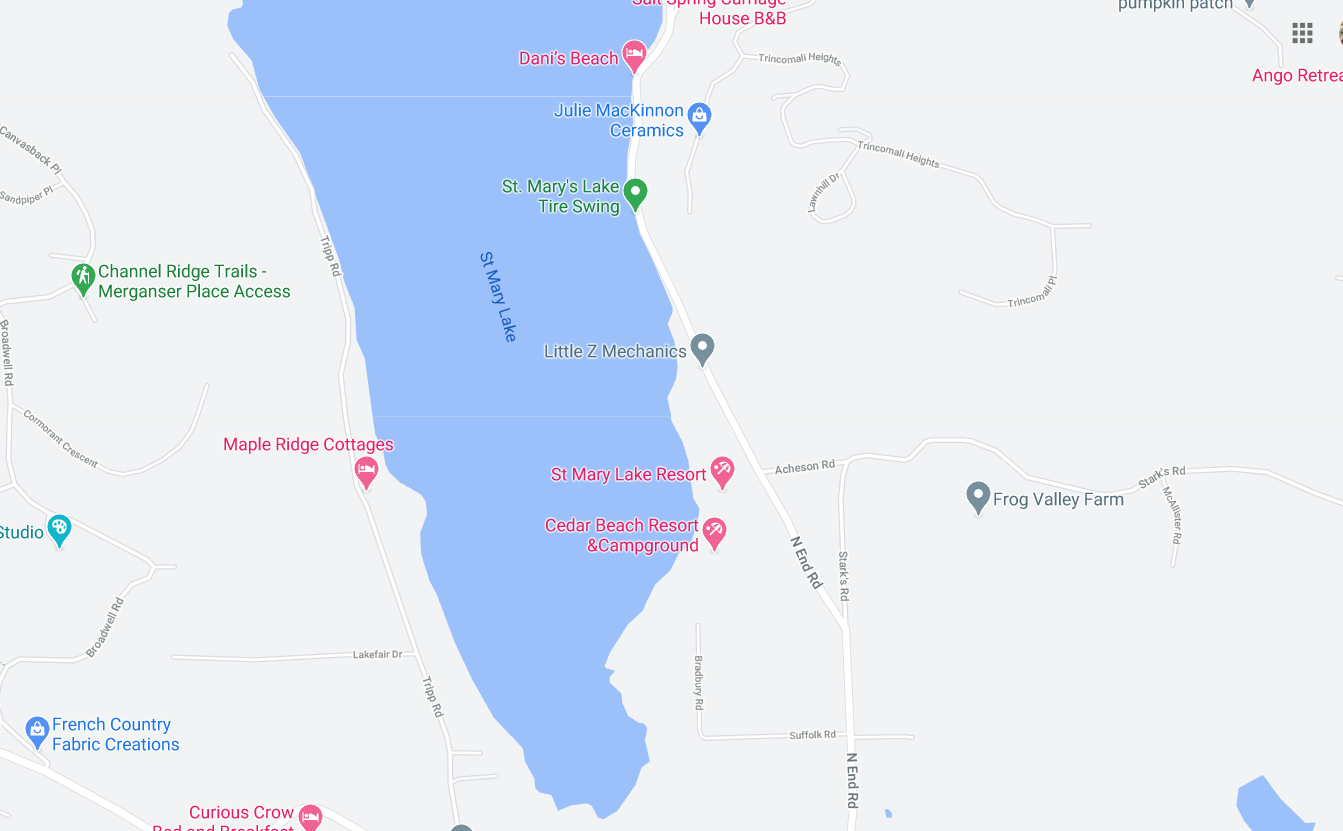 Salt Spring Carriage
House B&B
pumpkin patch
Dani's Beach
Trincomali Heights
Ango Retrea
Julie MacKinnon
Ceramics
Canvasback Pl
Trincomali Heights
Sandpiper Pl
St. Mary's Lake
Tire Swing
Lawnhill Dr
Tripp Rd
Channel Ridge Trails -
Merganser Place Access
St Mary Lake
Trincomali Pl
Broadwell Rd
Little Z Mechanics
Cormorant Crescent
Maple Ridge Cottages
St Mary Lake Resort
Acheson Rd
Stark's Rd
Frog Valley Farm
McAllister Rd
Studio
Cedar Beach Resort
&Campground
N End Rd
Stark's Rd
Broadwell Rd
Lakefair Dr
Bradbury Rd
Tripp Rd
French Country
Fabric Creations
Suffolk Rd
N End Rd
Curious Crow
Bed and Breakfast